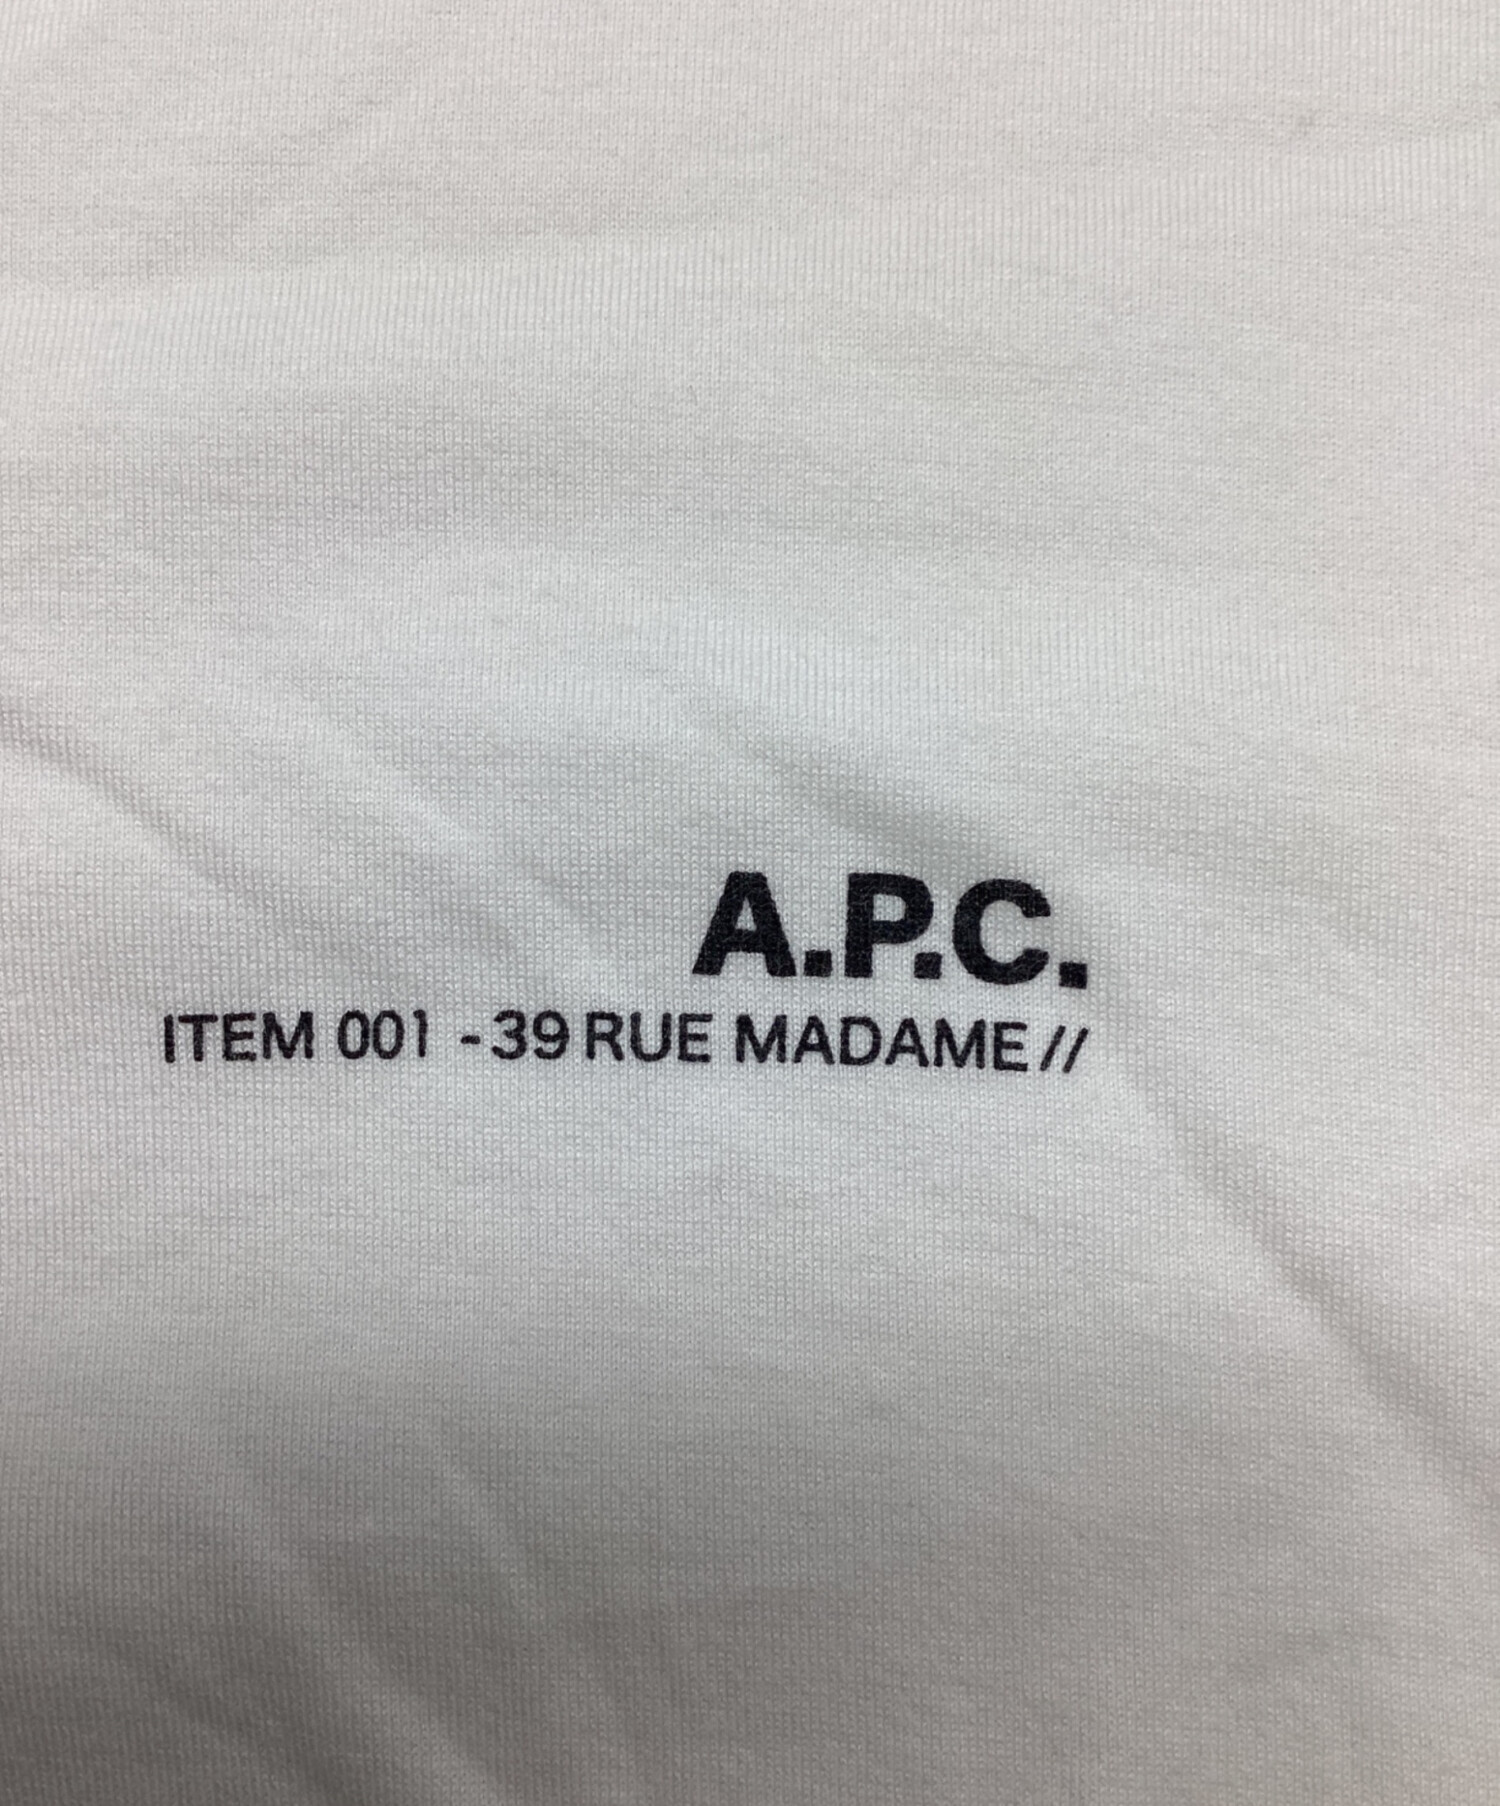 A.P.C.
ITEM 001 - 39 RUE MADAME //